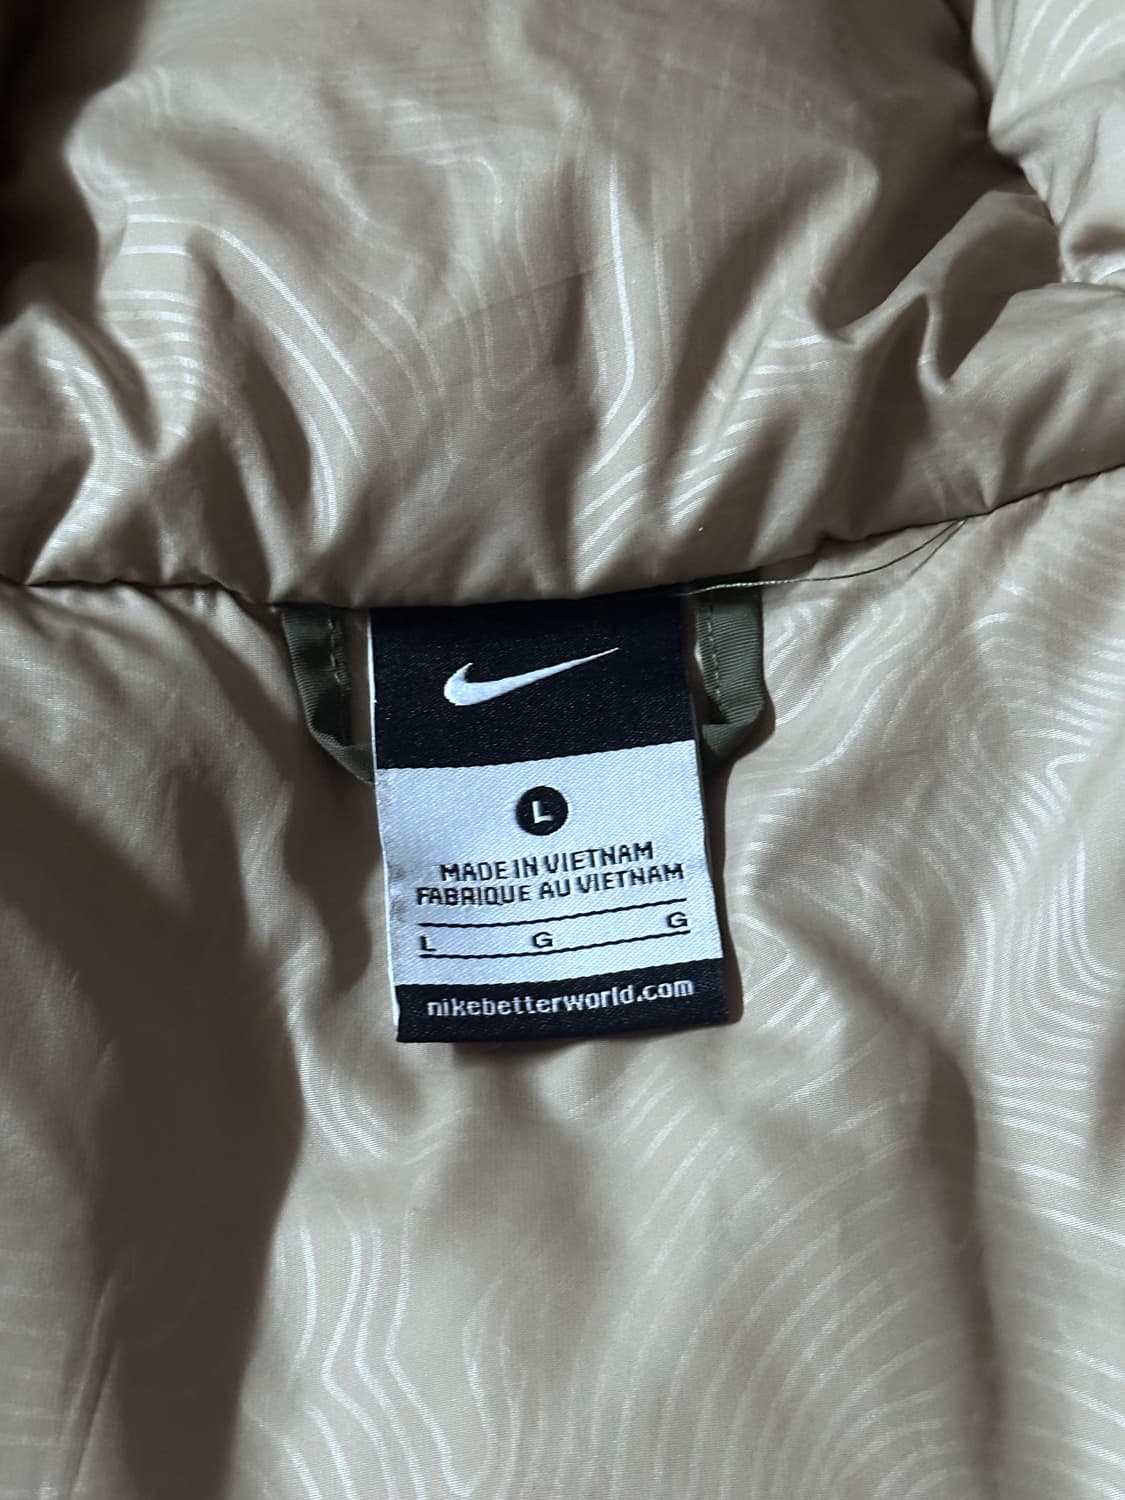 L
MADE IN VIETNAM
FABRIQUE AU VIETNAM
L G G
nikebetterworld.com